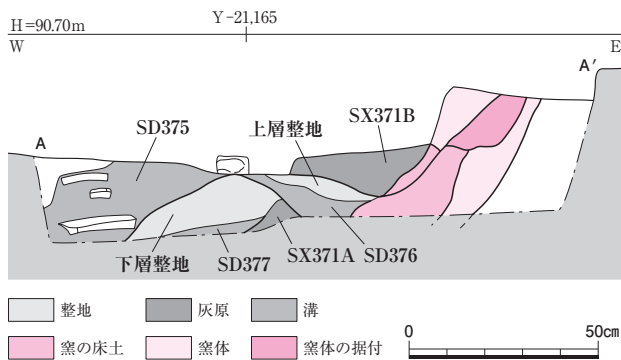 H=90.70m
Y-21,165
W
E
A′
SX371B
上層整地
SD375
A
下層整地
SD377
SX371A
SD376
整地
灰原
溝
窯の床土
窯体
窯体の据付
0
50cm